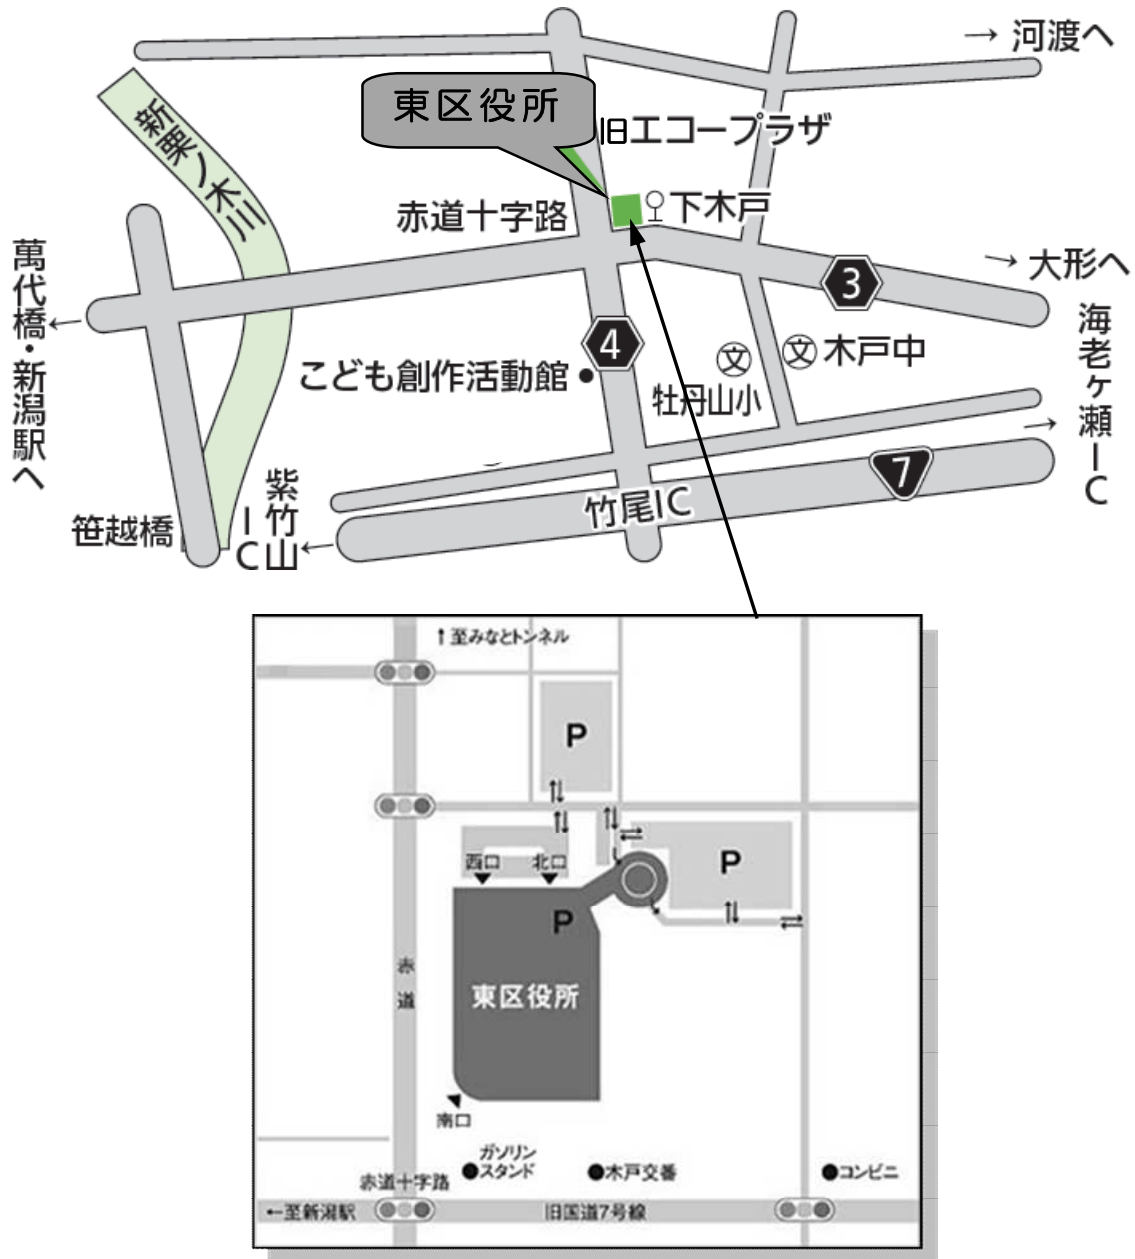 → 河渡へ
東区役所
旧エコープラザ
新栗ノ木川
赤道十字路
下木戸
萬代橋・新潟駅へ
←
→ 大形へ
3
海老ヶ瀬IC
→
4
文
文 木戸中
こども創作活動館
牡丹山小
7
竹尾IC
紫竹山IC
←
笹越橋
↑至みなとトンネル
P
西口
北口
P
P
赤道
東区役所
南口
ガソリン
スタンド
木戸交番
コンビニ
赤道十字路
←至新潟駅
旧国道7号線